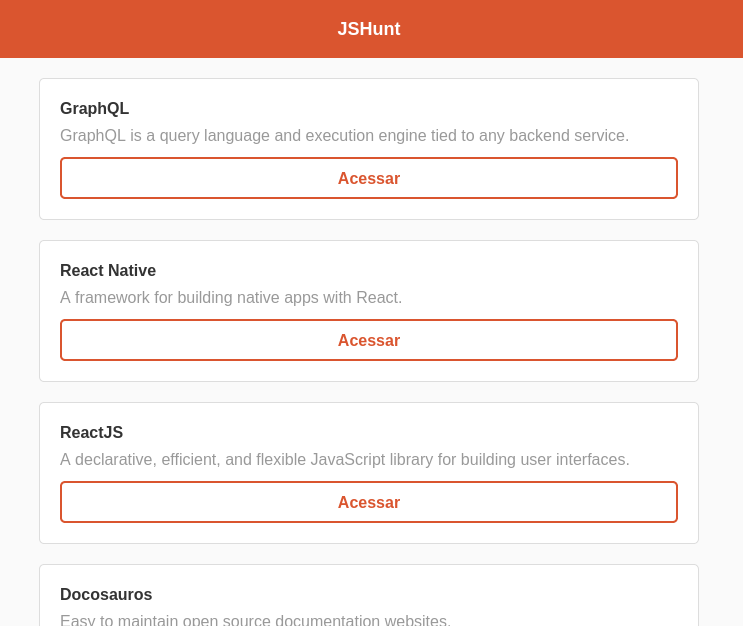 JSHunt
GraphQL
GraphQL is a query language and execution engine tied to any backend service.
Acessar
React Native
A framework for building native apps with React.
Acessar
ReactJS
A declarative, efficient, and flexible JavaScript library for building user interfaces.
Acessar
Docosauros
Easy to maintain open source documentation websites.